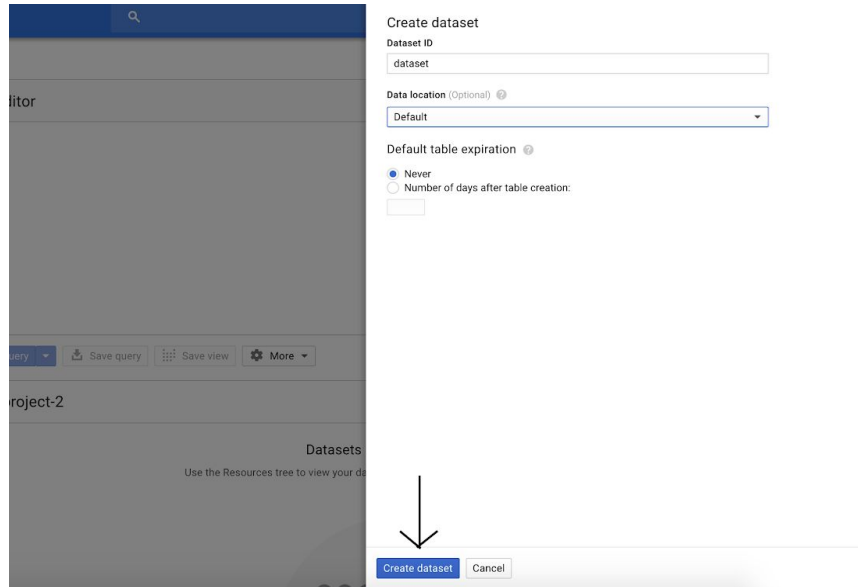 Create dataset
Dataset ID
dataset
Data location (Optional)
Default
Default table expiration
Never
Number of days after table creation:
Create dataset
Cancel
ditor
uery
Save query
Save view
More
roject-2
Datasets
Use the Resources tree to view your da